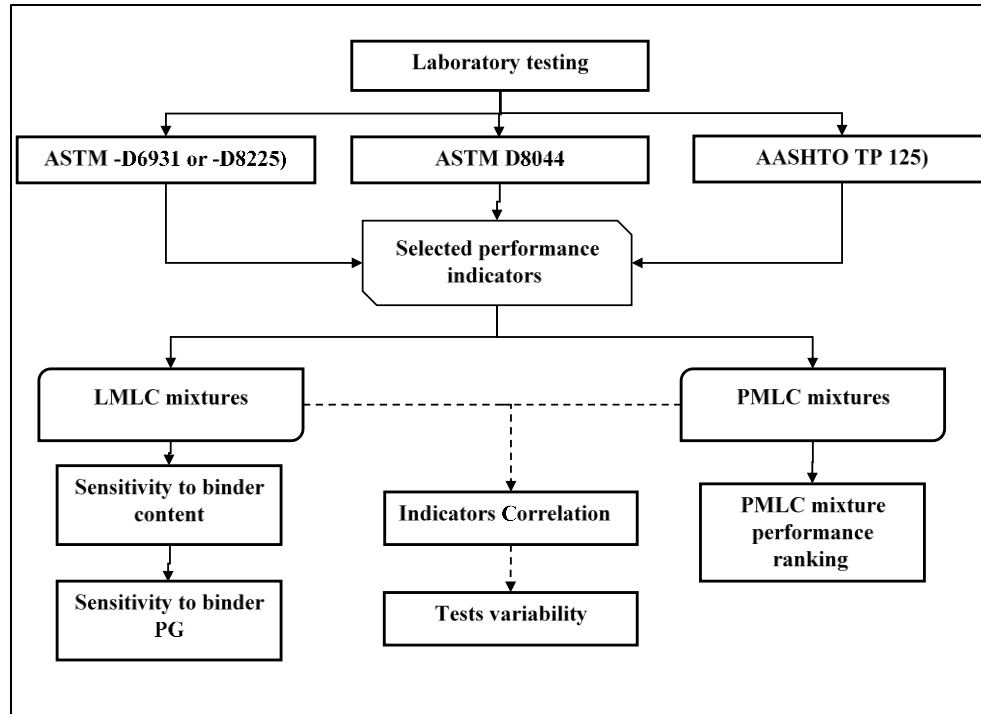 Laboratory testing
ASTM -D6931 or -D8225)
ASTM D8044
AASHTO TP 125)
Selected performance
indicators
LMLC mixtures
PMLC mixtures
Sensitivity to binder
content
Indicators Correlation
PMLC mixture
performance
ranking
Sensitivity to binder
PG
Tests variability